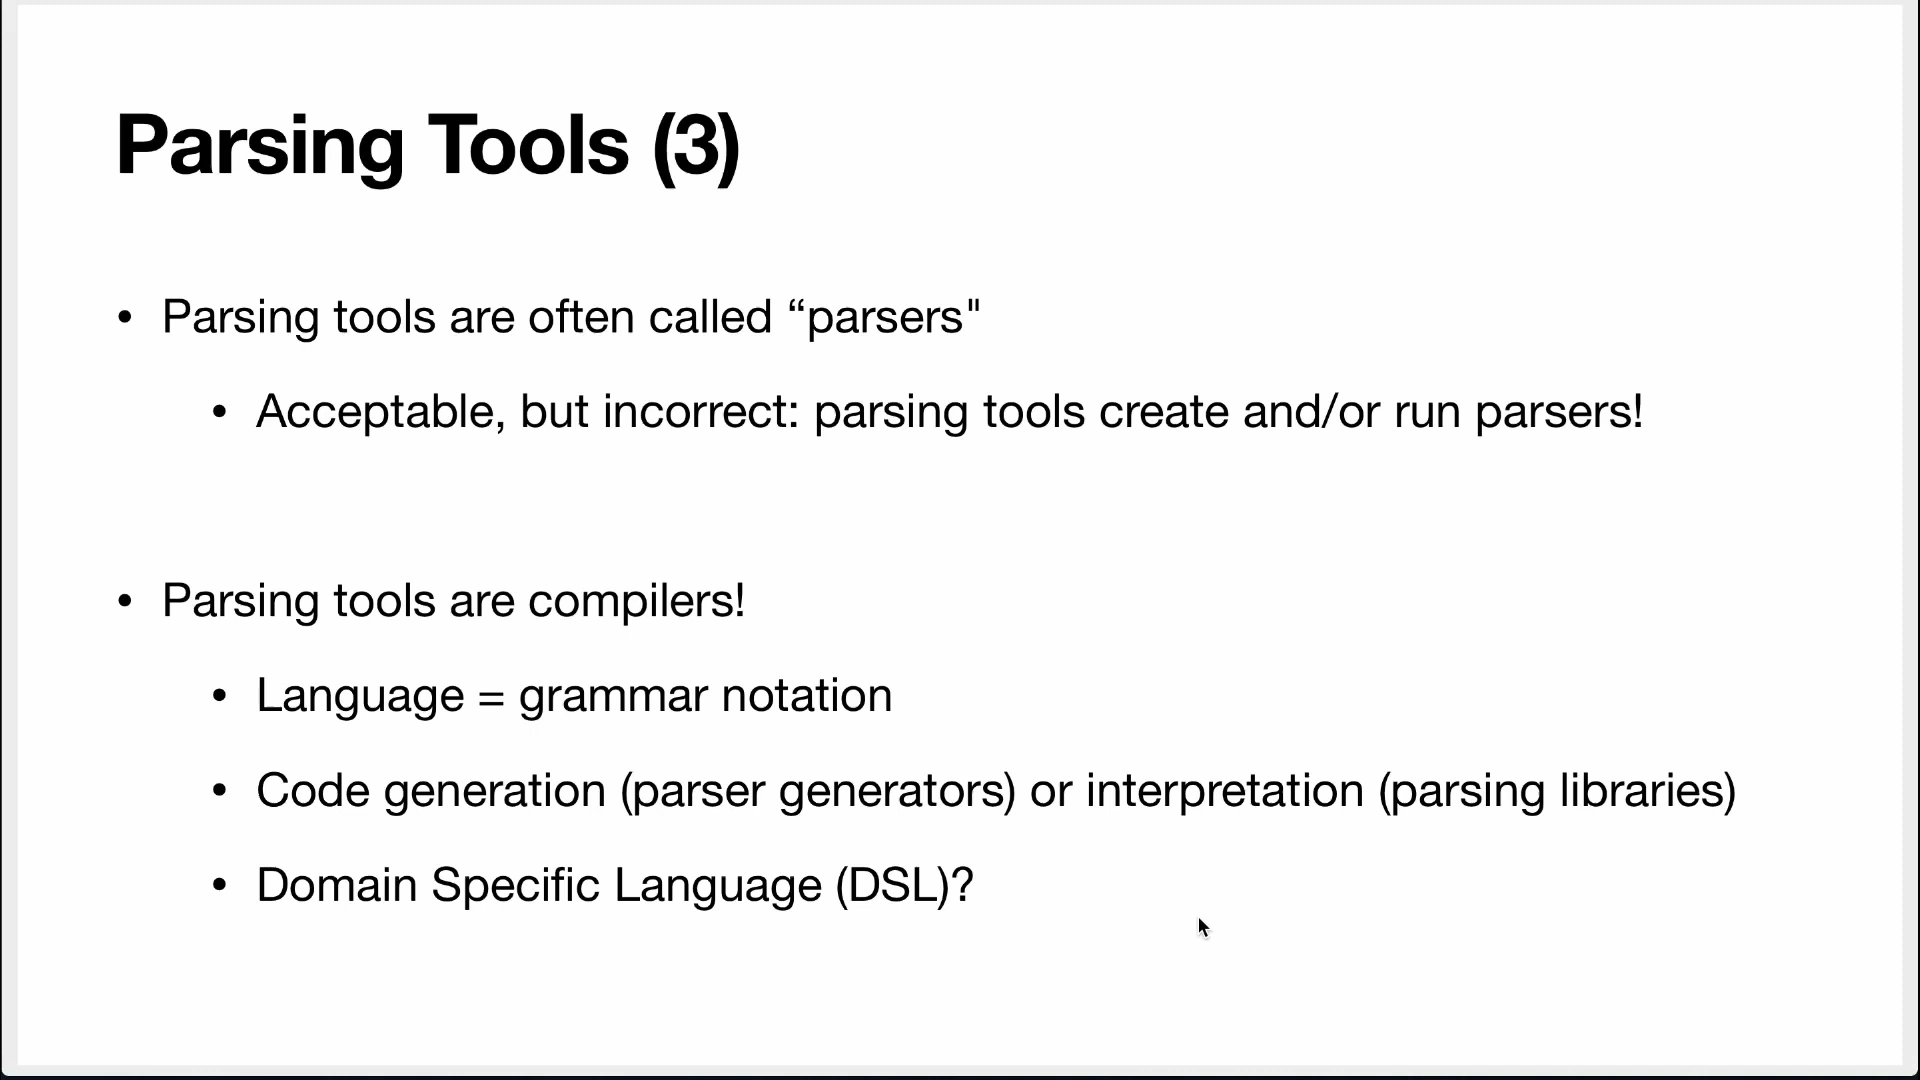 Parsing Tools (3)
• Parsing tools are often called “parsers"
• Acceptable, but incorrect: parsing tools create and/or run parsers!
• Parsing tools are compilers!
• Language = grammar notation
• Code generation (parser generators) or interpretation (parsing libraries)
• Domain Specific Language (DSL)?